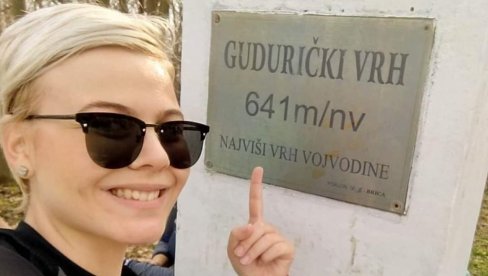 GUDURIČKI VRH
641m/nv
NAJVIŠI VRH VOJVODINE